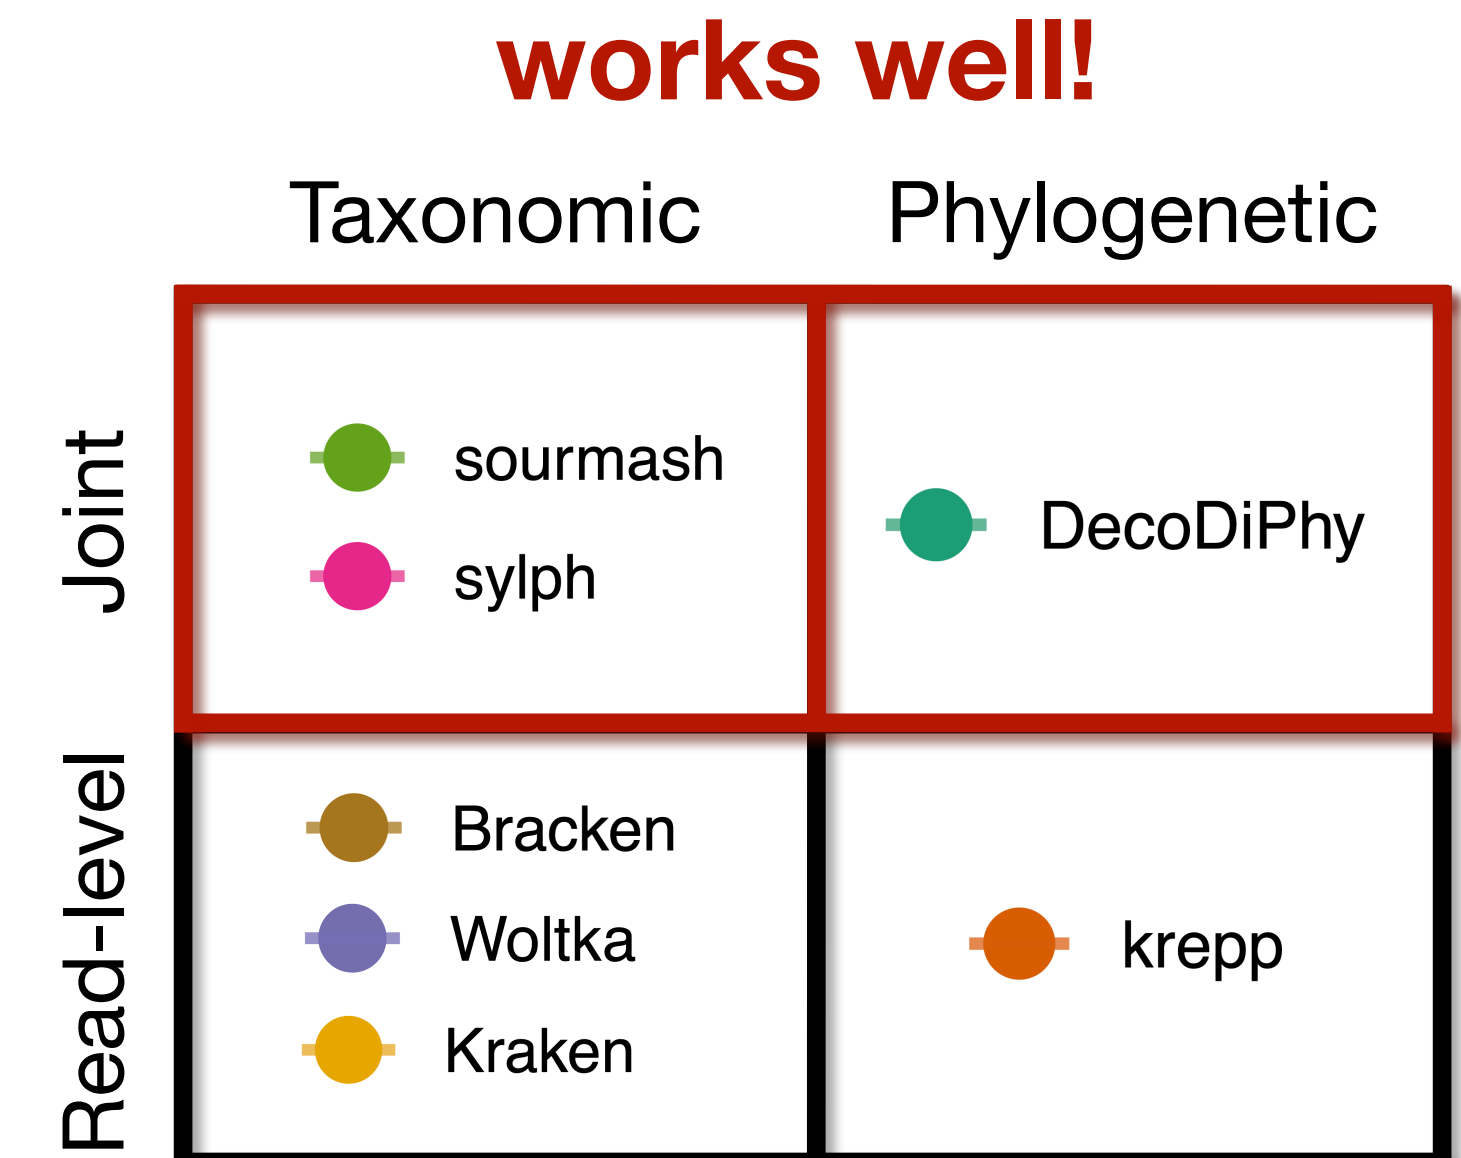 works well!
Taxonomic
Phylogenetic
Joint
sourmash
sylph
DecoDiPhy
Read-level
Bracken
Woltka
Kraken
krepp